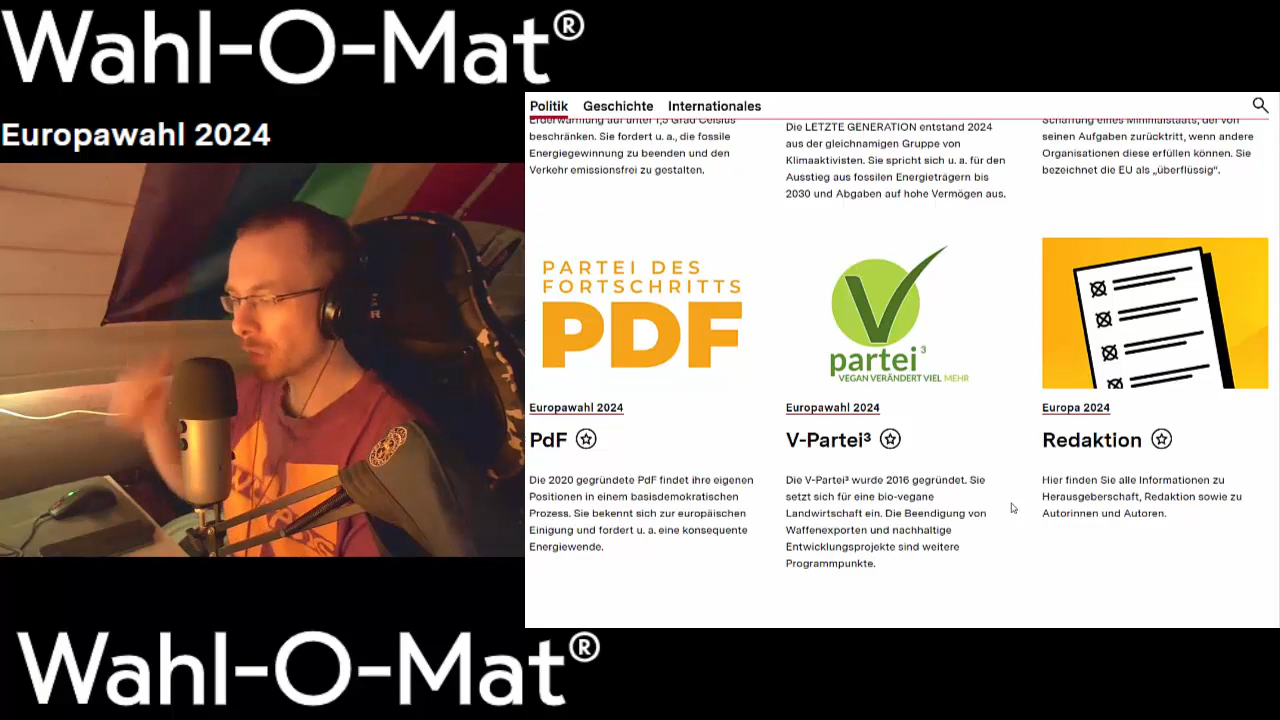 Wahl-O-Mat®
Europawahl 2024
Politik Geschichte Internationales
Erderwärmung auf unter 1,5 Grad Celsius
beschränken. Sie fordert u. a., die fossile
Energiegewinnung zu beenden und den
Verkehr emissionsfrei zu gestalten.
Die LETZTE GENERATION entstand 2024
aus der gleichnamigen Gruppe von
Klimaaktivisten. Sie spricht sich u. a. für den
Ausstieg aus fossilen Energieträgern bis
2030 und Abgaben auf hohe Vermögen aus.
Schaffung eines Minimalstaats, der von
seinen Aufgaben zurücktritt, wenn andere
Organisationen diese erfüllen können. Sie
bezeichnet die EU als „überflüssig“.
PARTEI DES
FORTSCHRITTS
PDF
V
partei³
VEGAN VERÄNDERT VIEL MEHR
Europawahl 2024
PdF
Die 2020 gegründete PdF findet ihre eigenen
Positionen in einem basisdemokratischen
Prozess. Sie bekennt sich zur europäischen
Einigung und fordert u. a. eine konsequente
Energiewende.
Europawahl 2024
V-Partei³
Die V-Partei³ wurde 2016 gegründet. Sie
setzt sich für eine bio-vegane
Landwirtschaft ein. Die Beendigung von
Waffenexporten und nachhaltige
Entwicklungsprojekte sind weitere
Programmpunkte.
Europa 2024
Redaktion
Hier finden Sie alle Informationen zu
Herausgeberschaft, Redaktion sowie zu
Autorinnen und Autoren.
Wahl-O-Mat®